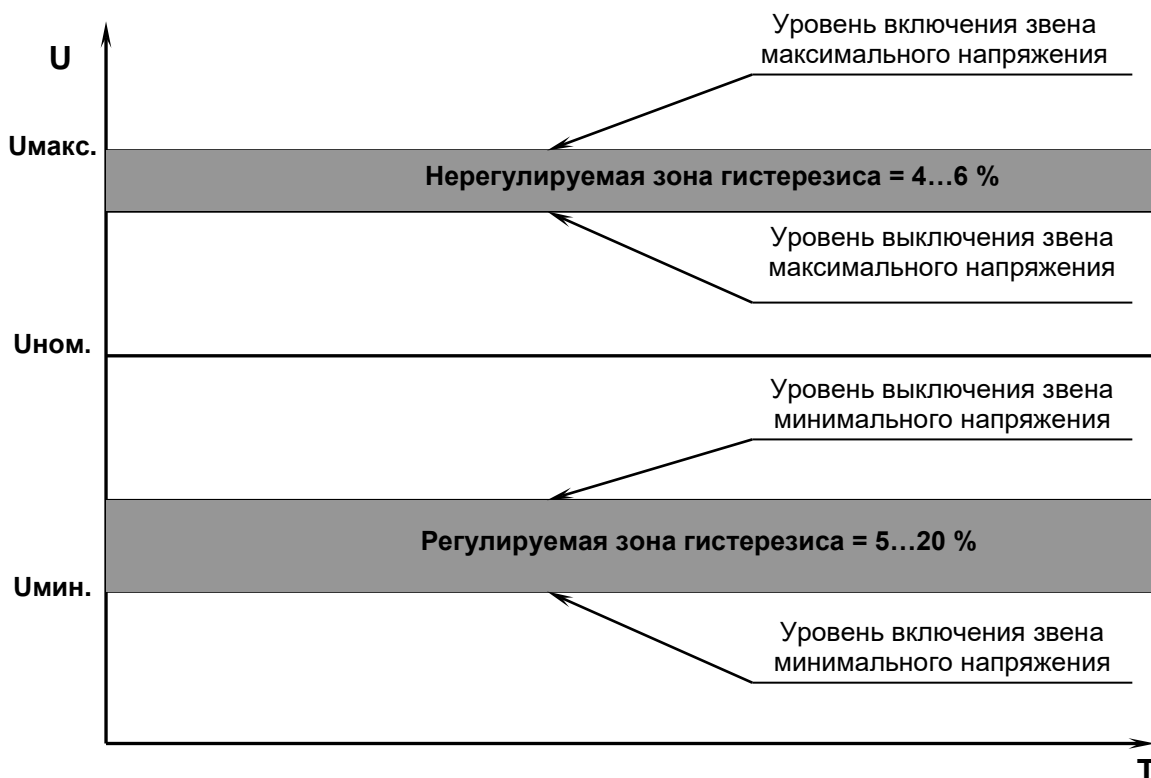 Уровень включения звена
максимального напряжения
U
Uмакс.
Нерегулируемая зона гистерезиса = 4…6 %
Уровень выключения звена
максимального напряжения
Uном.
Уровень выключения звена
минимального напряжения
Регулируемая зона гистерезиса = 5…20 %
Uмин.
Уровень включения звена
минимального напряжения
T